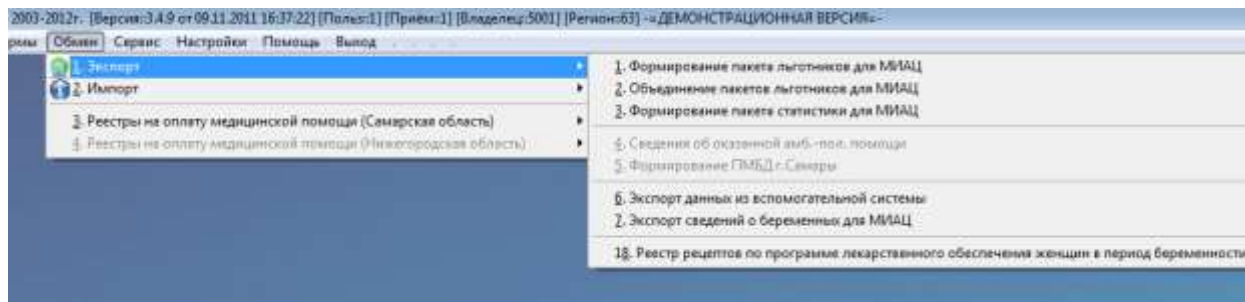 2003-2012г. [Версия:3.4.9 от 09.11.2011 16:37:22] [Польз:1] [Приём:1] [Владелец:5001] [Регион:63] -=ДЕМОНСТРАЦИОННАЯ ВЕРСИЯ=-
рмы Обмен Сервис Настройки Помощь Выход
1. Экспорт
2. Импорт
3. Реестры на оплату медицинской помощи (Самарская область)
4. Реестры на оплату медицинской помощи (Нижегородская область)
1. Формирование пакета льготников для МИАЦ
2. Объединение пакетов льготников для МИАЦ
3. Формирование пакета статистики для МИАЦ
4. Сведения об оказанной амб.-пол. помощи
5. Формирование ПМБД г.Самары
6. Экспорт данных из вспомогательной системы
7. Экспорт сведений о беременных для МИАЦ
18. Реестр рецептов по программе лекарственного обеспечения женщин в период беременности